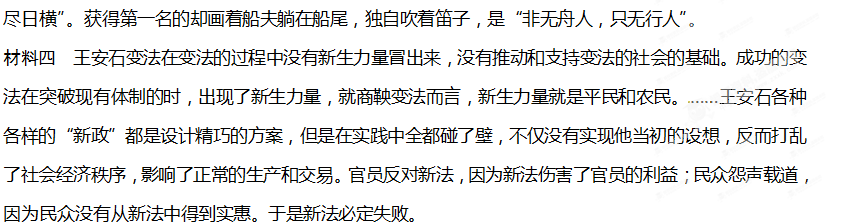 尽日横”。获得第一名的却画着船夫躺在船尾，独自吹着笛子，是“非无舟人，只无行人”。
材料四　王安石变法在变法的过程中没有新生力量冒出来，没有推动和支持变法的社会的基础。成功的变
法在突破现有体制的时，出现了新生力量，就商鞅变法而言，新生力量就是平民和农民。……王安石各种
各样的“新政”都是设计精巧的方案，但是在实践中全都碰了壁，不仅没有实现他当初的设想，反而打乱
了社会经济秩序，影响了正常的生产和交易。官员反对新法，因为新法伤害了官员的利益；民众怨声载道，
因为民众没有从新法中得到实惠。于是新法必定失败。